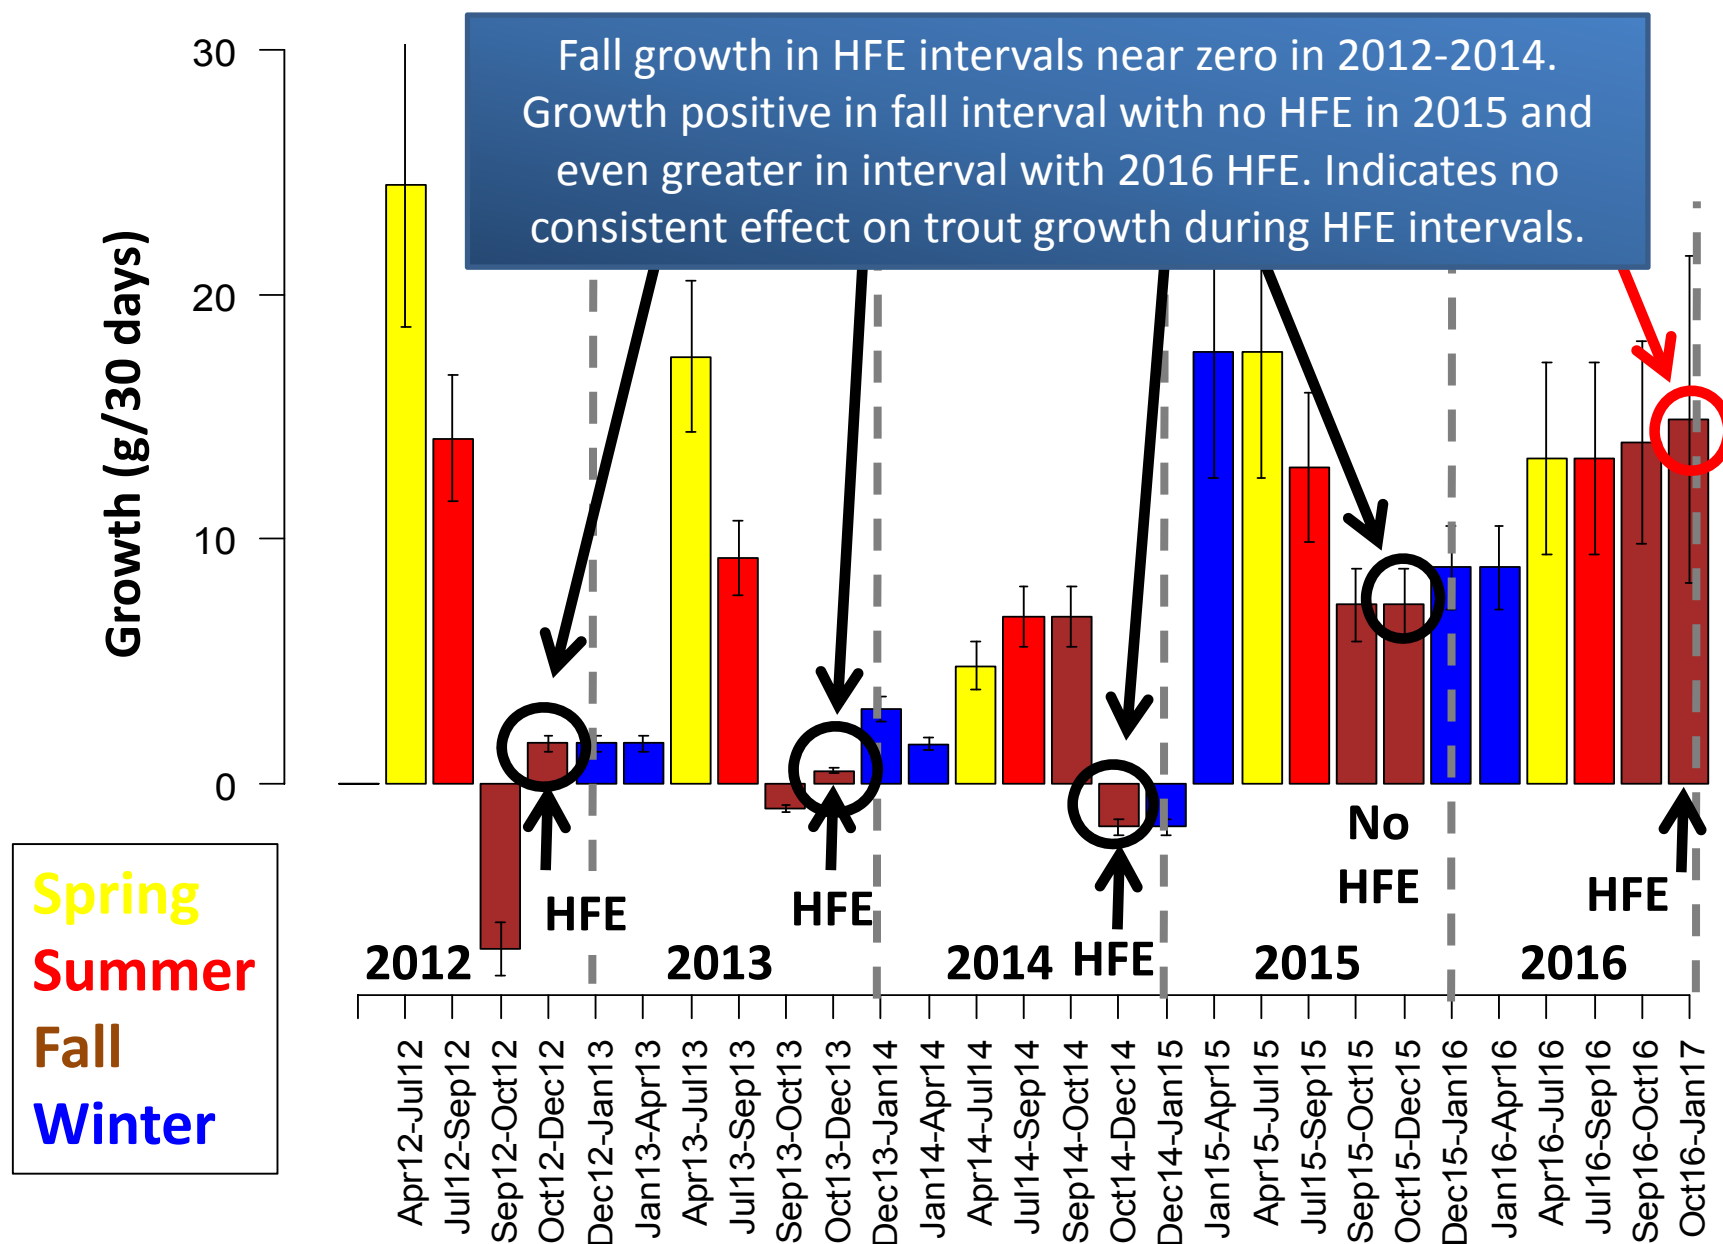 Fall growth in HFE intervals near zero in 2012-2014.
Growth positive in fall interval with no HFE in 2015 and
even greater in interval with 2016 HFE. Indicates no
consistent effect on trout growth during HFE intervals.
Growth (g/30 days)
30
20
10
0
HFE
HFE
HFE
No
HFE
HFE
2012
2013
2014
2015
2016
Spring
Summer
Fall
Winter
Apr12-Jul12
Jul12-Sep12
Sep12-Oct12
Oct12-Dec12
Dec12-Jan13
Jan13-Apr13
Apr13-Jul13
Jul13-Sep13
Sep13-Oct13
Oct13-Dec13
Dec13-Jan14
Jan14-Apr14
Apr14-Jul14
Jul14-Sep14
Sep14-Oct14
Oct14-Dec14
Dec14-Jan15
Jan15-Apr15
Apr15-Jul15
Jul15-Sep15
Sep15-Oct15
Oct15-Dec15
Dec15-Jan16
Jan16-Apr16
Apr16-Jul16
Jul16-Sep16
Sep16-Oct16
Oct16-Jan17